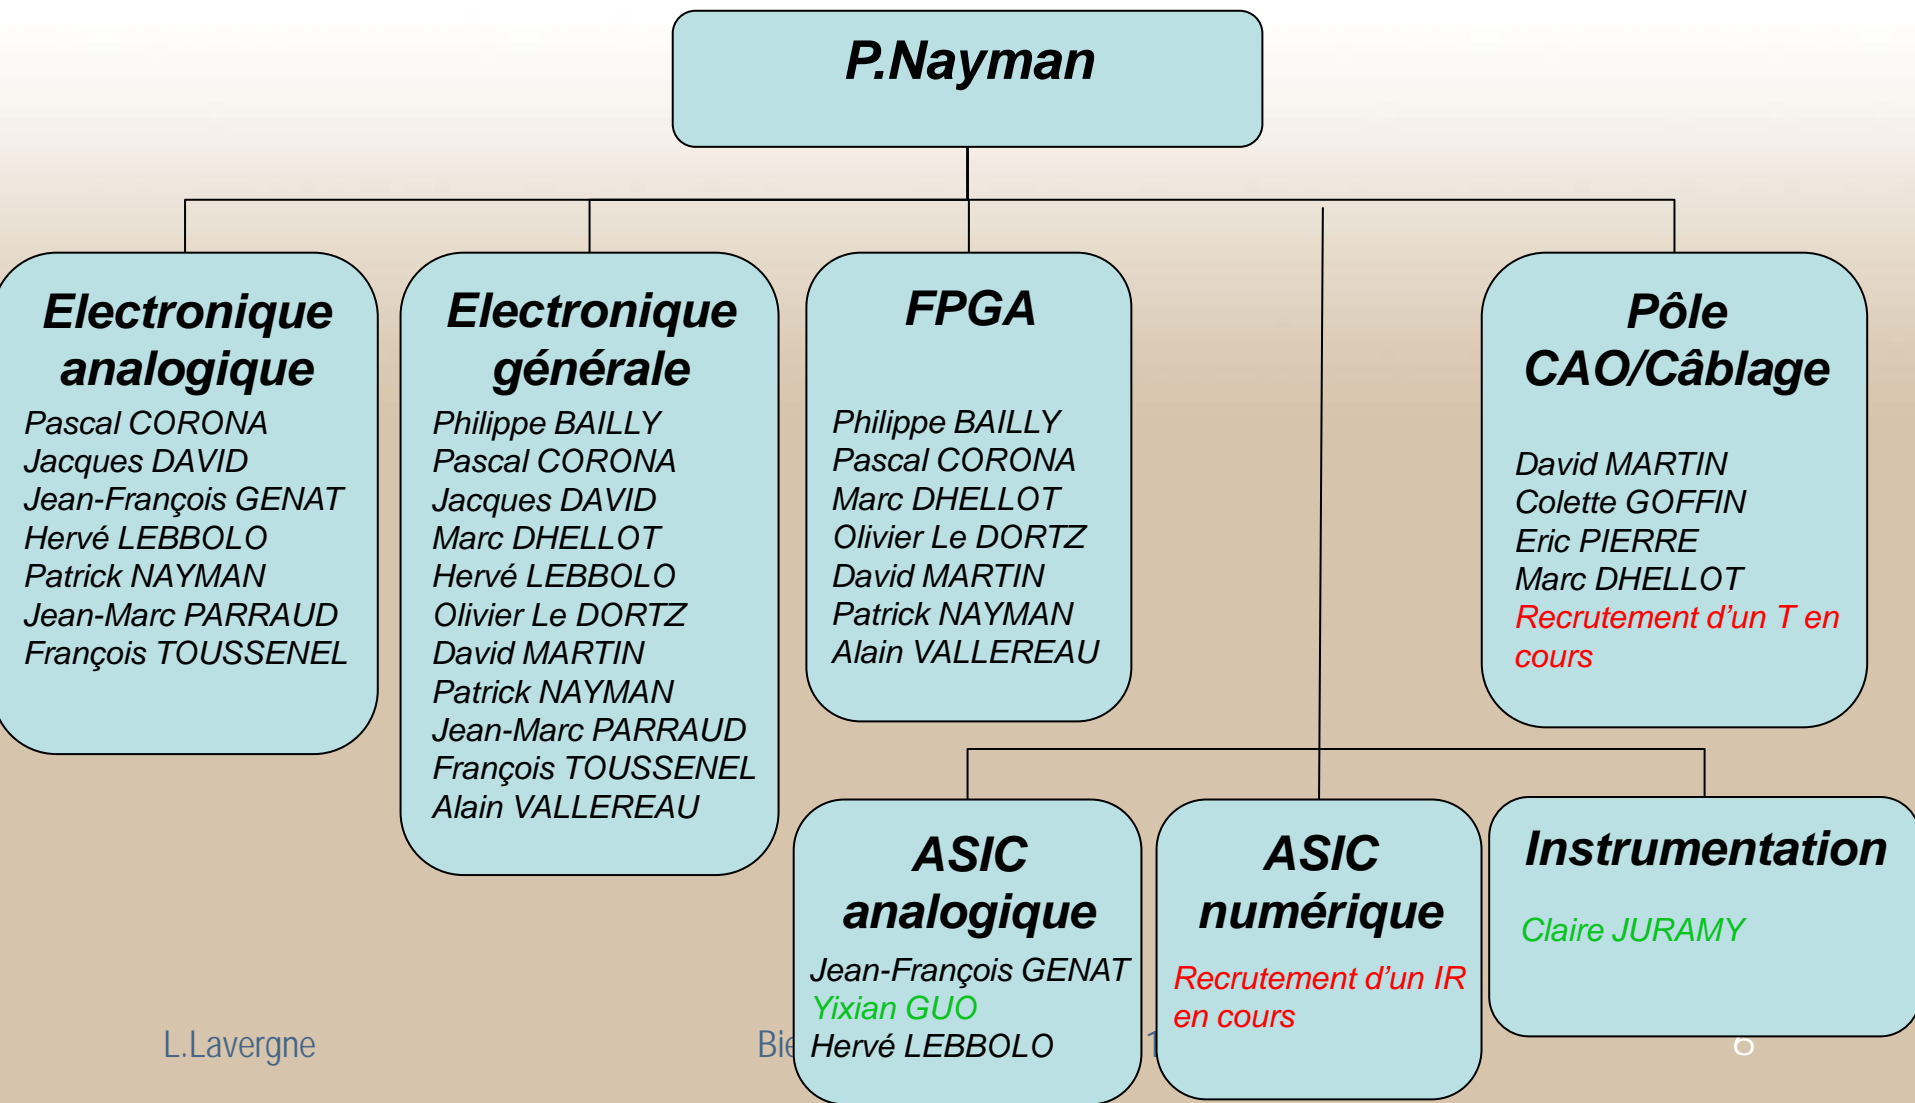 P.Nayman
Electronique
analogique
Pascal CORONA
Jacques DAVID
Jean-François GENAT
Hervé LEBBOLO
Patrick NAYMAN
Jean-Marc PARRAUD
François TOUSSENEL
Electronique
générale
Philippe BAILLY
Pascal CORONA
Jacques DAVID
Marc DHELLOT
Hervé LEBBOLO
Olivier Le DORTZ
David MARTIN
Patrick NAYMAN
Jean-Marc PARRAUD
François TOUSSENEL
Alain VALLEREAU
FPGA
Philippe BAILLY
Pascal CORONA
Marc DHELLOT
Olivier Le DORTZ
David MARTIN
Patrick NAYMAN
Alain VALLEREAU
Pôle
CAO/Câblage
David MARTIN
Colette GOFFIN
Eric PIERRE
Marc DHELLOT
Recrutement d’un T en
cours
ASIC
analogique
Jean-François GENAT
Yixian GUO
Hervé LEBBOLO
ASIC
numérique
Recrutement d’un IR
en cours
Instrumentation
Claire JURAMY
L.Lavergne
6